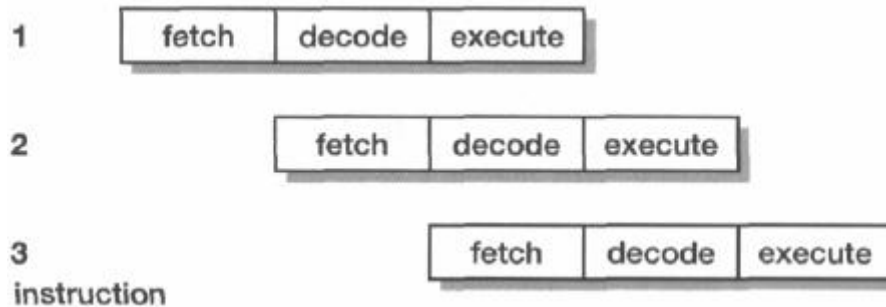 1 fetch decode execute
2 fetch decode execute
3 fetch decode execute
instruction